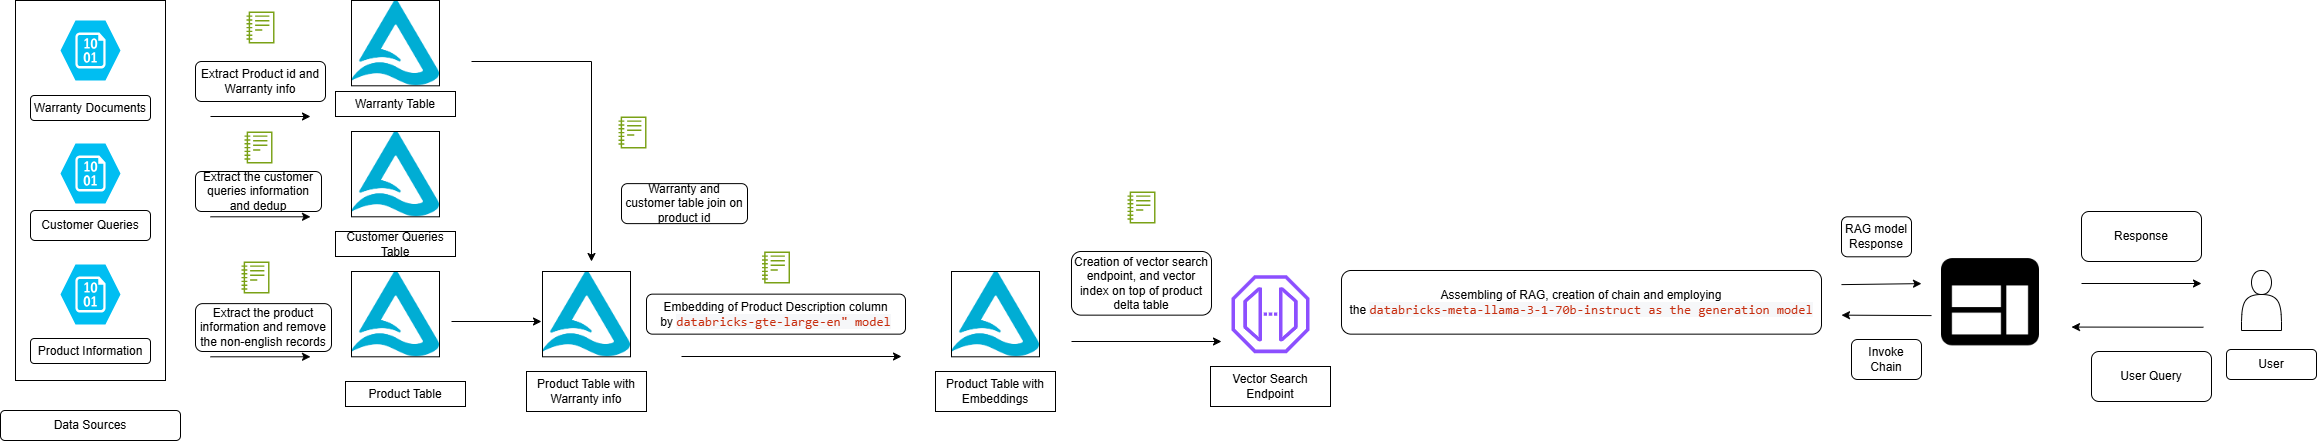 10
01
Warranty Documents
10
01
Customer Queries
10
01
Product Information
Data Sources
Extract Product id and
Warranty info
Warranty Table
Extract the customer
queries information
and dedup
Customer Queries
Table
Extract the product
information and remove
the non-english records
Product Table
Warranty and
customer table join on
product id
Product Table with
Warranty info
Embedding of Product Description column
by databricks-gte-large-en" model
Product Table with
Embeddings
Creation of vector search
endpoint, and vector
index on top of product
delta table
Vector Search
Endpoint
Assembling of RAG, creation of chain and employing
the databricks-meta-llama-3-1-70b-instruct as the generation model
RAG model
Response
Invoke
Chain
Response
User Query
User